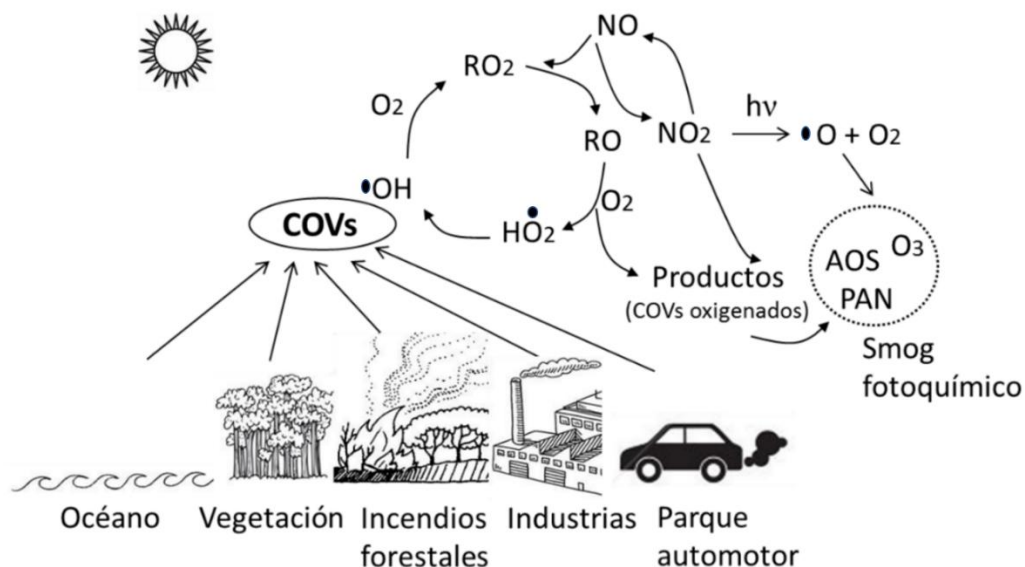 NO
RO2
O2
hν
NO2
•O + O2
RO
•OH
O2
COVs
HO2
O3
AOS
PAN
Productos
(COVs oxigenados)
Smog
fotoquímico
Océano
Vegetación
Incendios
forestales
Industrias
Parque
automotor